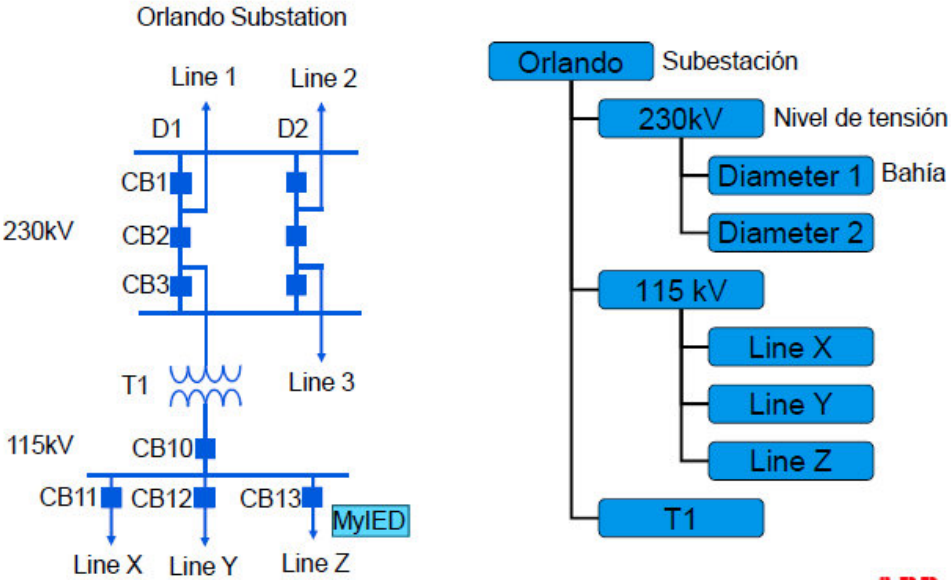 Orlando Substation
Line 1
Line 2
D1
D2
CB1
230kV
CB2
CB3
T1
Line 3
115kV
CB10
CB11
CB12
CB13
MyIED
Line X
Line Y
Line Z
Orlando
Subestación
230kV
Nivel de tensión
Diameter 1
Bahía
Diameter 2
115 kV
Line X
Line Y
Line Z
T1